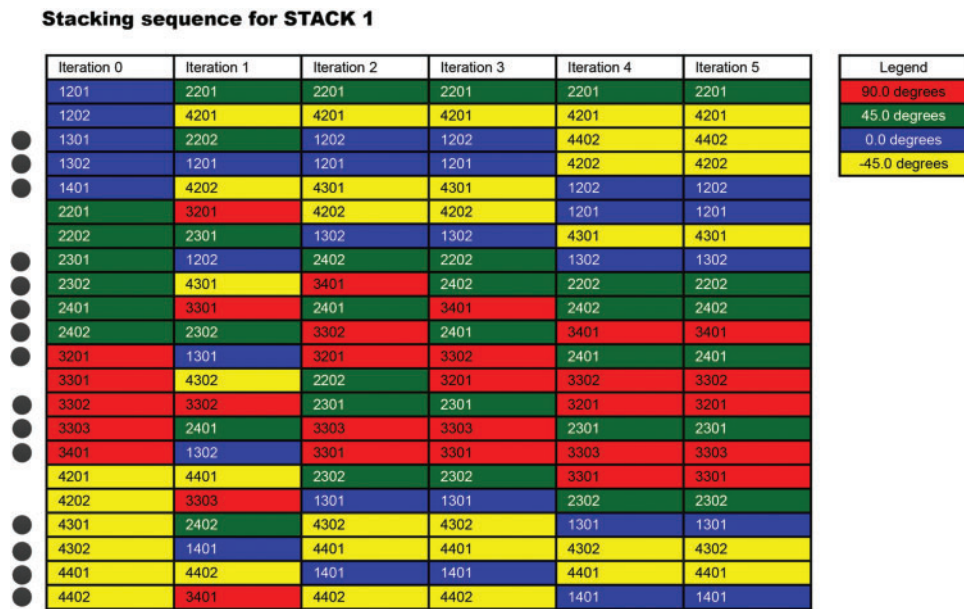 Stacking sequence for STACK 1
Iteration 0 Iteration 1 Iteration 2 Iteration 3 Iteration 4 Iteration 5 Legend
1201 2201 2201 2201 2201 2201 90.0 degrees
1202 4201 4201 4201 4201 4201 45.0 degrees
1301 2202 1202 1202 4402 4402 0.0 degrees
1302 1201 1201 1201 4202 4202 -45.0 degrees
1401 4202 4301 4301 1202 1202
2201 3201 4202 4202 1201 1201
2202 2301 1302 1302 4301 4301
2301 1202 2402 2202 1302 1302
2302 4301 3401 2402 2202 2202
2401 3301 2401 3401 2402 2402
2402 2302 3302 2401 3401 3401
3201 1301 3201 3302 2401 2401
3301 4302 2202 3201 3302 3302
3302 3302 2301 2301 3201 3201
3303 2401 3303 3303 2301 2301
3401 1302 3301 3301 3303 3303
4201 4401 2302 2302 3301 3301
4202 3303 1301 1301 2302 2302
4301 2402 4302 4302 1301 1301
4302 1401 4401 4401 4302 4302
4401 4402 1401 1401 4401 4401
4402 3401 4402 4402 1401 1401